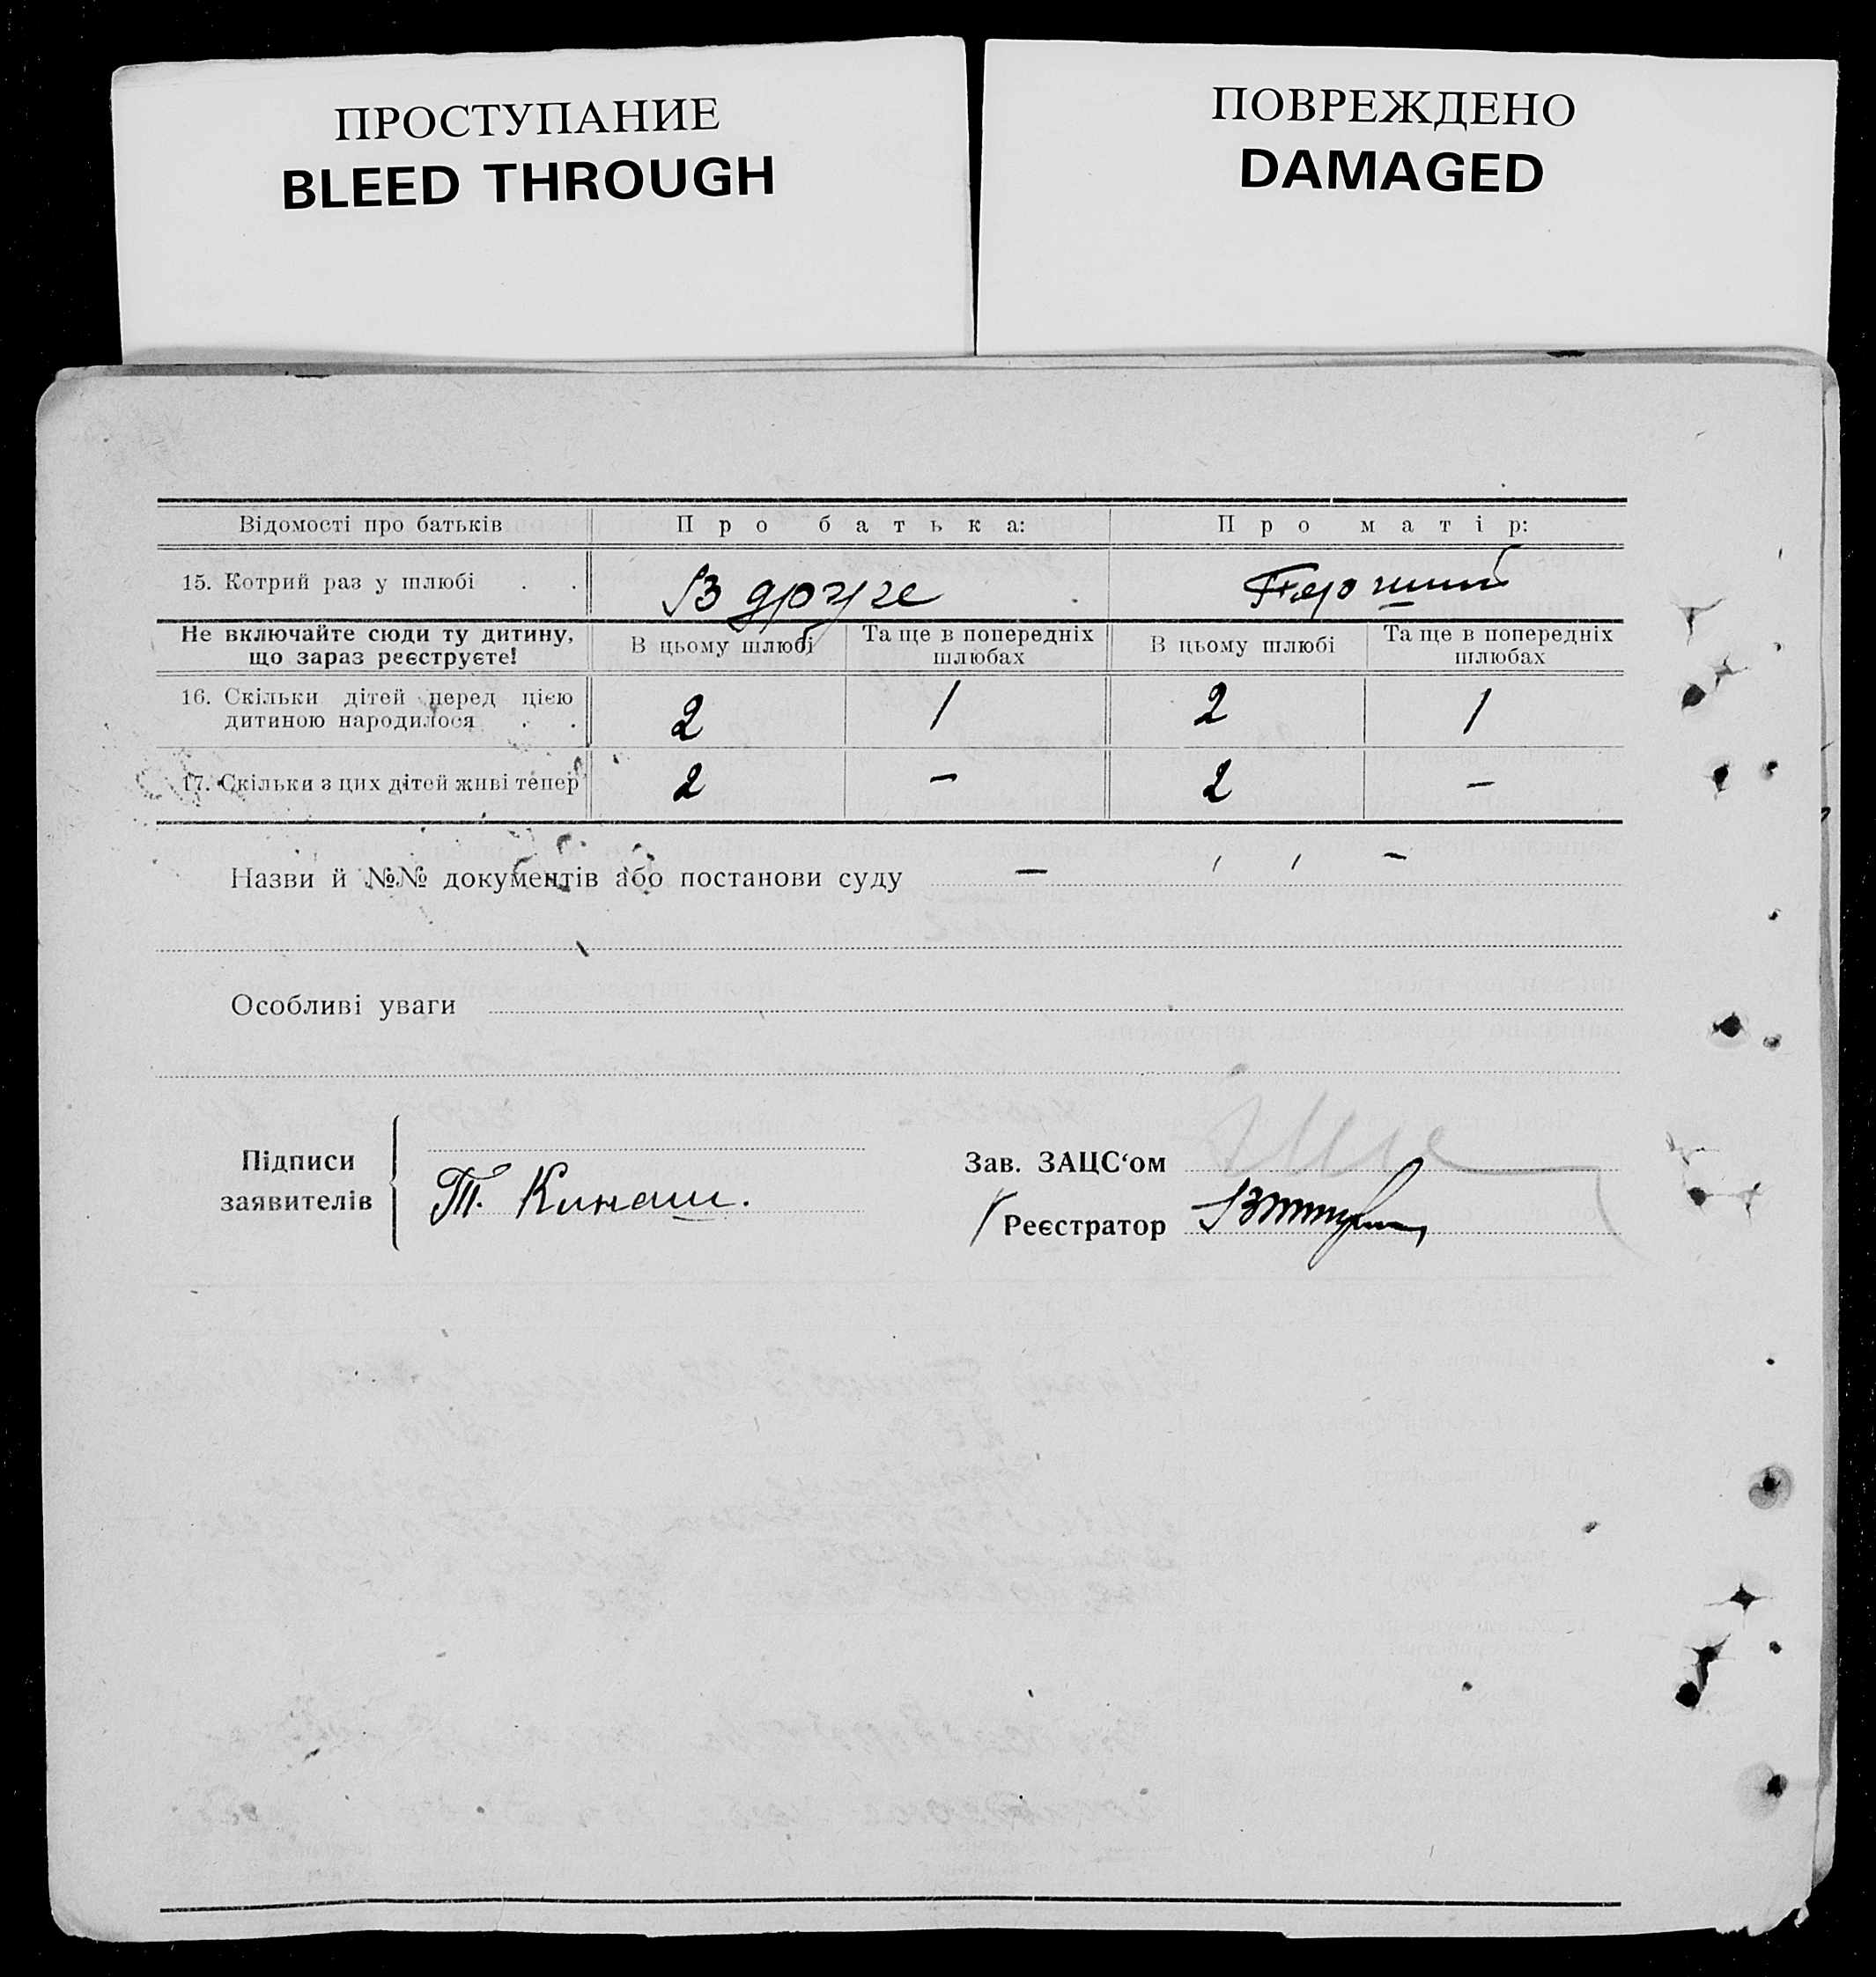 ПРОСТУПАНИЕ
BLEED THROUGH
ПОВРЕЖДЕНО
DAMAGED
Відомості про батьків Про батька: Про матір:
15. Котрий раз у шлюбі . . В друге Перший
Не включайте сюди ту дитину, що зараз реєструєте! В цьому шлюбі Та ще в попередніх шлюбах В цьому шлюбі Та ще в попередніх шлюбах
16. Скільки дітей перед цією
дитиною народилося . . 2 1 2 1
17. Скільки з цих дітей живі тепер 2 — 2 —
Назви й №№ документів або постанови суду — —
Особливі уваги
Підписи
заявителів
Т. Кинаш.
Зав. ЗАЦС‘ом
Реєстратор